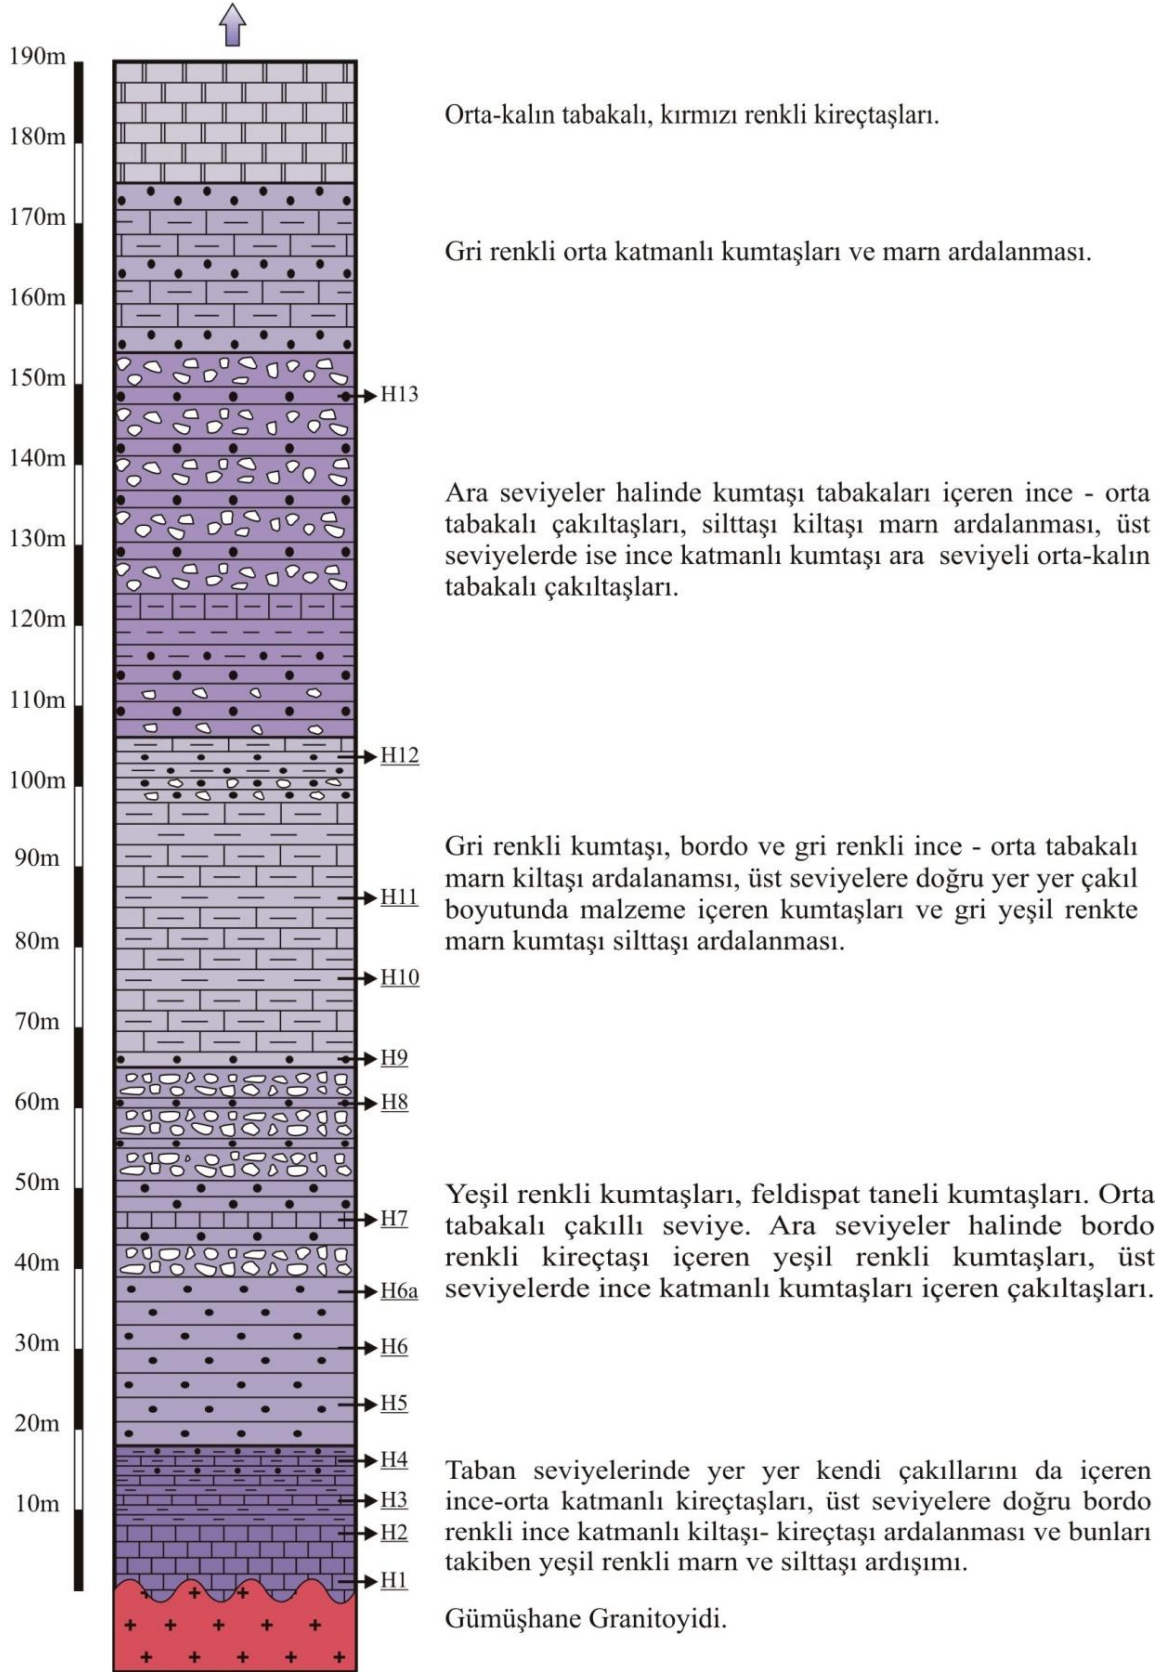 190m
Orta-kalın tabakalı, kırmızı renkli kireçtaşları.
180m
170m
Gri renkli orta katmanlı kumtaşları ve marn ardalanması.
160m
150m
H13
140m
Ara seviyeler halinde kumtaşı tabakaları içeren ince - orta
tabakalı çakıltaşları, silttaşı kiltaşı marn ardalanması, üst
seviyelerde ise ince katmanlı kumtaşı ara seviyeli orta-kalın
tabakalı çakıltaşları.
130m
120m
110m
H12
100m
Gri renkli kumtaşı, bordo ve gri renkli ince - orta tabakalı
marn kiltaşı ardalanamsı, üst seviyelere doğru yer yer çakıl
boyutunda malzeme içeren kumtaşları ve gri yeşil renkte
marn kumtaşı silttaşı ardalanması.
90m
H11
80m
H10
70m
H9
60m
H8
50m
Yeşil renkli kumtaşları, feldispat taneli kumtaşları. Orta
tabakalı çakıllı seviye. Ara seviyeler halinde bordo
renkli kireçtaşı içeren yeşil renkli kumtaşları, üst
seviyelerde ince katmanlı kumtaşları içeren çakıltaşları.
H7
40m
H6a
30m
H6
H5
20m
H4
Taban seviyelerinde yer yer kendi çakıllarını da içeren
ince-orta katmanlı kireçtaşları, üst seviyelere doğru bordo
renkli ince katmanlı kiltaşı- kireçtaşı ardalanması ve bunları
takiben yeşil renkli marn ve silttaşı ardışımı.
H3
10m
H2
H1
Gümüşhane Granitoyidi.